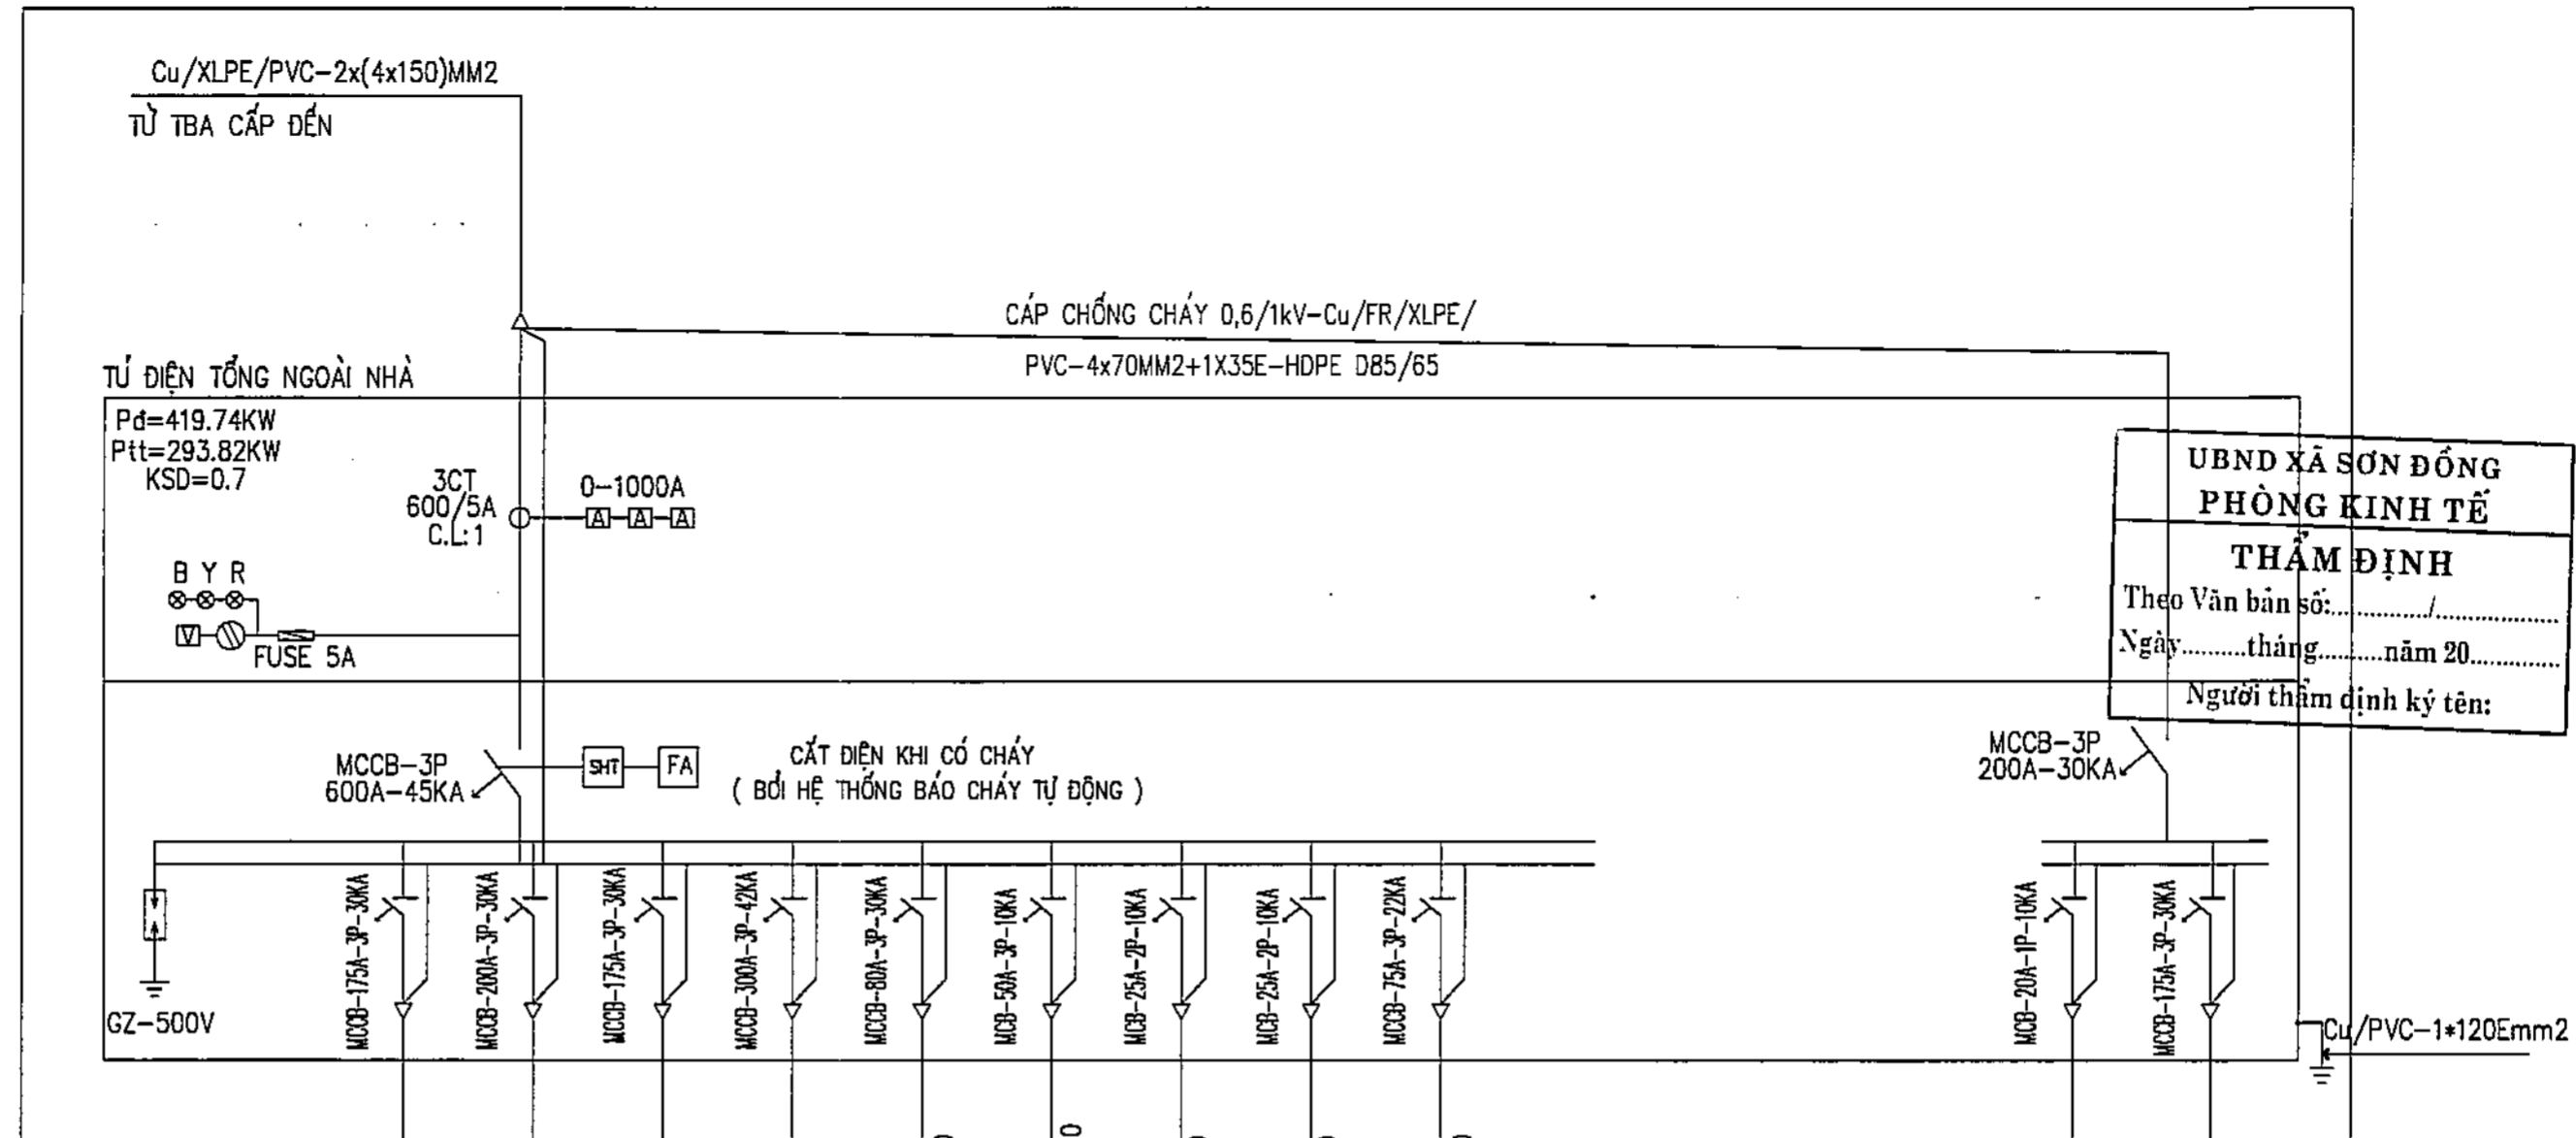 Cu/XLPE/PVC-2x(4x150)MM2
TỪ TBA CẤP ĐẾN
CÁP CHỐNG CHÁY 0,6/1kV-Cu/FR/XLPE/
PVC-4x70MM2+1X35E-HDPE D85/65
TỦ ĐIỆN TỔNG NGOÀI NHÀ
Pđ=419.74KW
Ptt=293.82KW
KSD=0.7
3CT
600/5A
C.L:1
0-1000A
A A A
B Y R
V
FUSE 5A
UBND XÃ SƠN ĐỒNG
PHÒNG KINH TẾ
THẨM ĐỊNH
Theo Văn bản số:............/................
Ngày.........tháng.........năm 20............
Người thẩm định ký tên:
MCCB-3P
600A-45KA
SHT
FA
CẮT ĐIỆN KHI CÓ CHÁY
( BỞI HỆ THỐNG BÁO CHÁY TỰ ĐỘNG )
MCCB-3P
200A-30KA
MCCB-175A-3P-30KA
MCCB-200A-3P-30KA
MCCB-175A-3P-30KA
MCCB-300A-3P-42KA
MCCB-80A-3P-30KA
MCB-50A-3P-10KA
MCB-25A-2P-10KA
MCB-25A-2P-10KA
MCCB-75A-3P-22KA
MCB-20A-1P-10KA
MCCB-175A-3P-30KA
GZ-500V
Cu/PVC-1*120Emm2